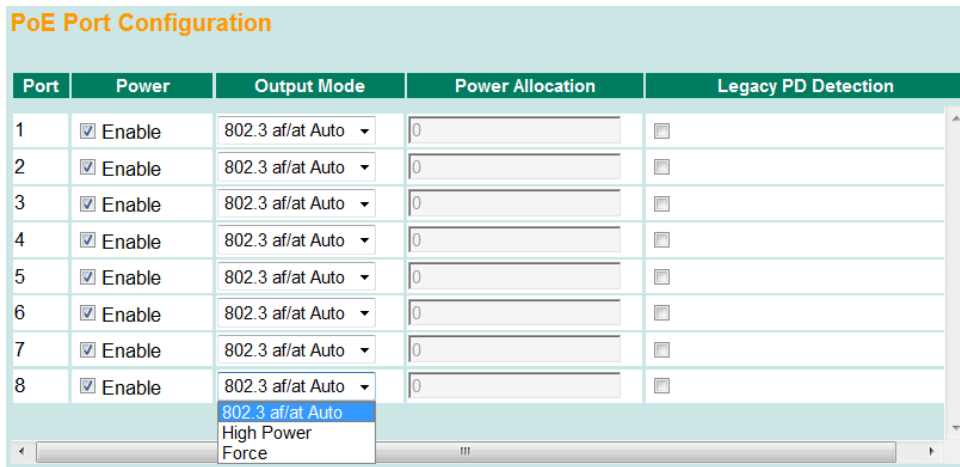 PoE Port Configuration
Port Power Output Mode Power Allocation Legacy PD Detection
1 Enable 802.3 af/at Auto 0
2 Enable 802.3 af/at Auto 0
3 Enable 802.3 af/at Auto 0
4 Enable 802.3 af/at Auto 0
5 Enable 802.3 af/at Auto 0
6 Enable 802.3 af/at Auto 0
7 Enable 802.3 af/at Auto 0
8 Enable 802.3 af/at Auto 0
802.3 af/at Auto
High Power
Force